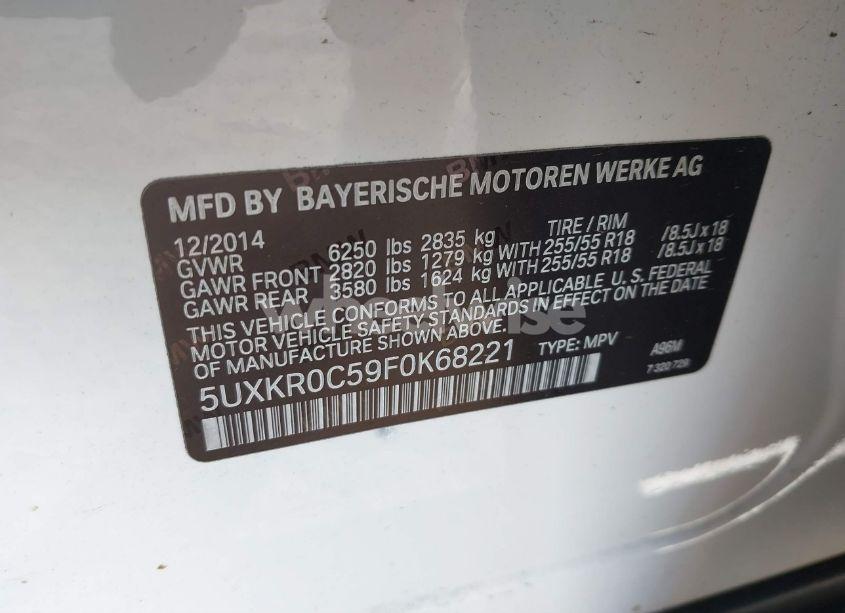 MFD BY BAYERISCHE MOTOREN WERKE AG
12/2014 TIRE / RIM
GVWR 6250 lbs 2835 kg
GAWR FRONT 2820 lbs 1279 kg WITH 255/55 R18 /8.5J x 18
GAWR REAR 3580 lbs 1624 kg WITH 255/55 R18 /8.5J x 18
THIS VEHICLE CONFORMS TO ALL APPLICABLE U.S. FEDERAL
MOTOR VEHICLE SAFETY STANDARDS IN EFFECT ON THE DATE
OF MANUFACTURE SHOWN ABOVE.
5UXKR0C59F0K68221 TYPE: MPV A96M
7 320 729